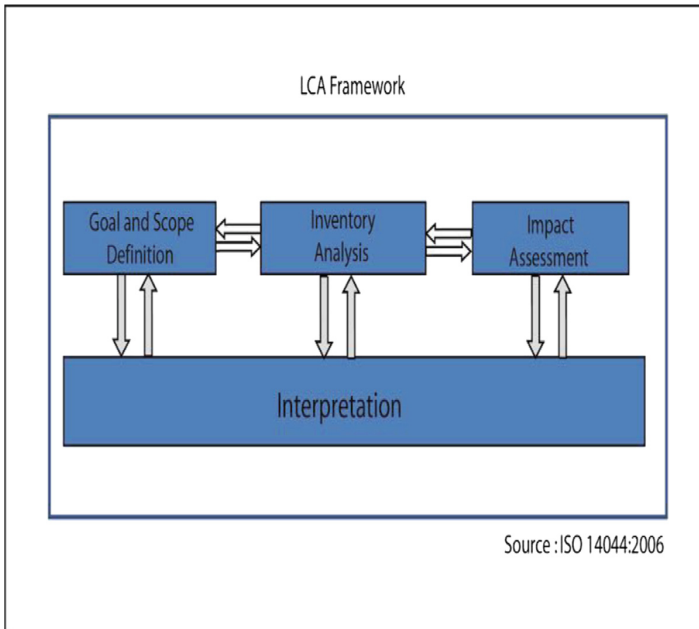 LCA Framework
Goal and Scope
Definition
Inventory
Analysis
Impact
Assessment
Interpretation
Source : ISO 14044:2006